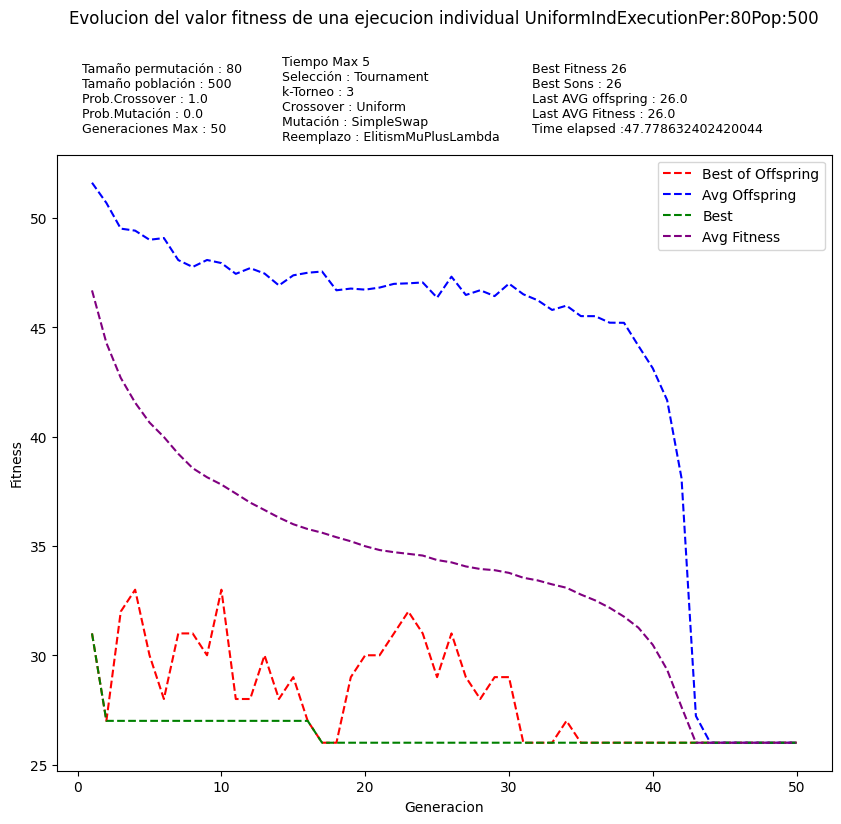 Evolucion del valor fitness de una ejecucion individual UniformIndExecutionPer:80Pop:500
Tamaño permutación : 80
Tamaño población : 500
Prob.Crossover : 1.0
Prob.Mutación : 0.0
Generaciones Max : 50
Tiempo Max 5
Selección : Tournament
k-Torneo : 3
Crossover : Uniform
Mutación : SimpleSwap
Reemplazo : ElitismMuPlusLambda
Best Fitness 26
Best Sons : 26
Last AVG offspring : 26.0
Last AVG Fitness : 26.0
Time elapsed :47.778632402420044
Best of Offspring
Avg Offspring
Best
Avg Fitness
50
45
40
35
30
25
Fitness
0
10
20
30
40
50
Generacion